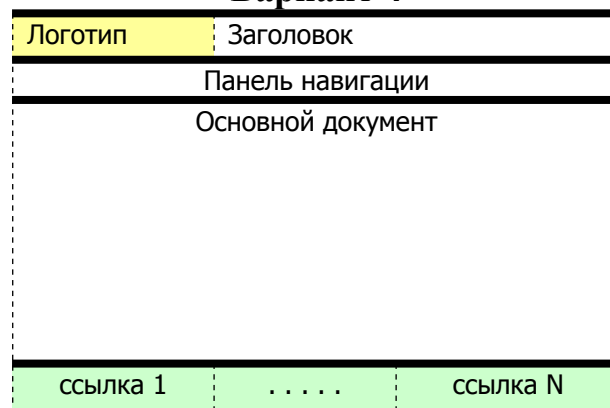 Логотип Заголовок
Панель навигации
Основной документ
ссылка 1 . . . . . ссылка N